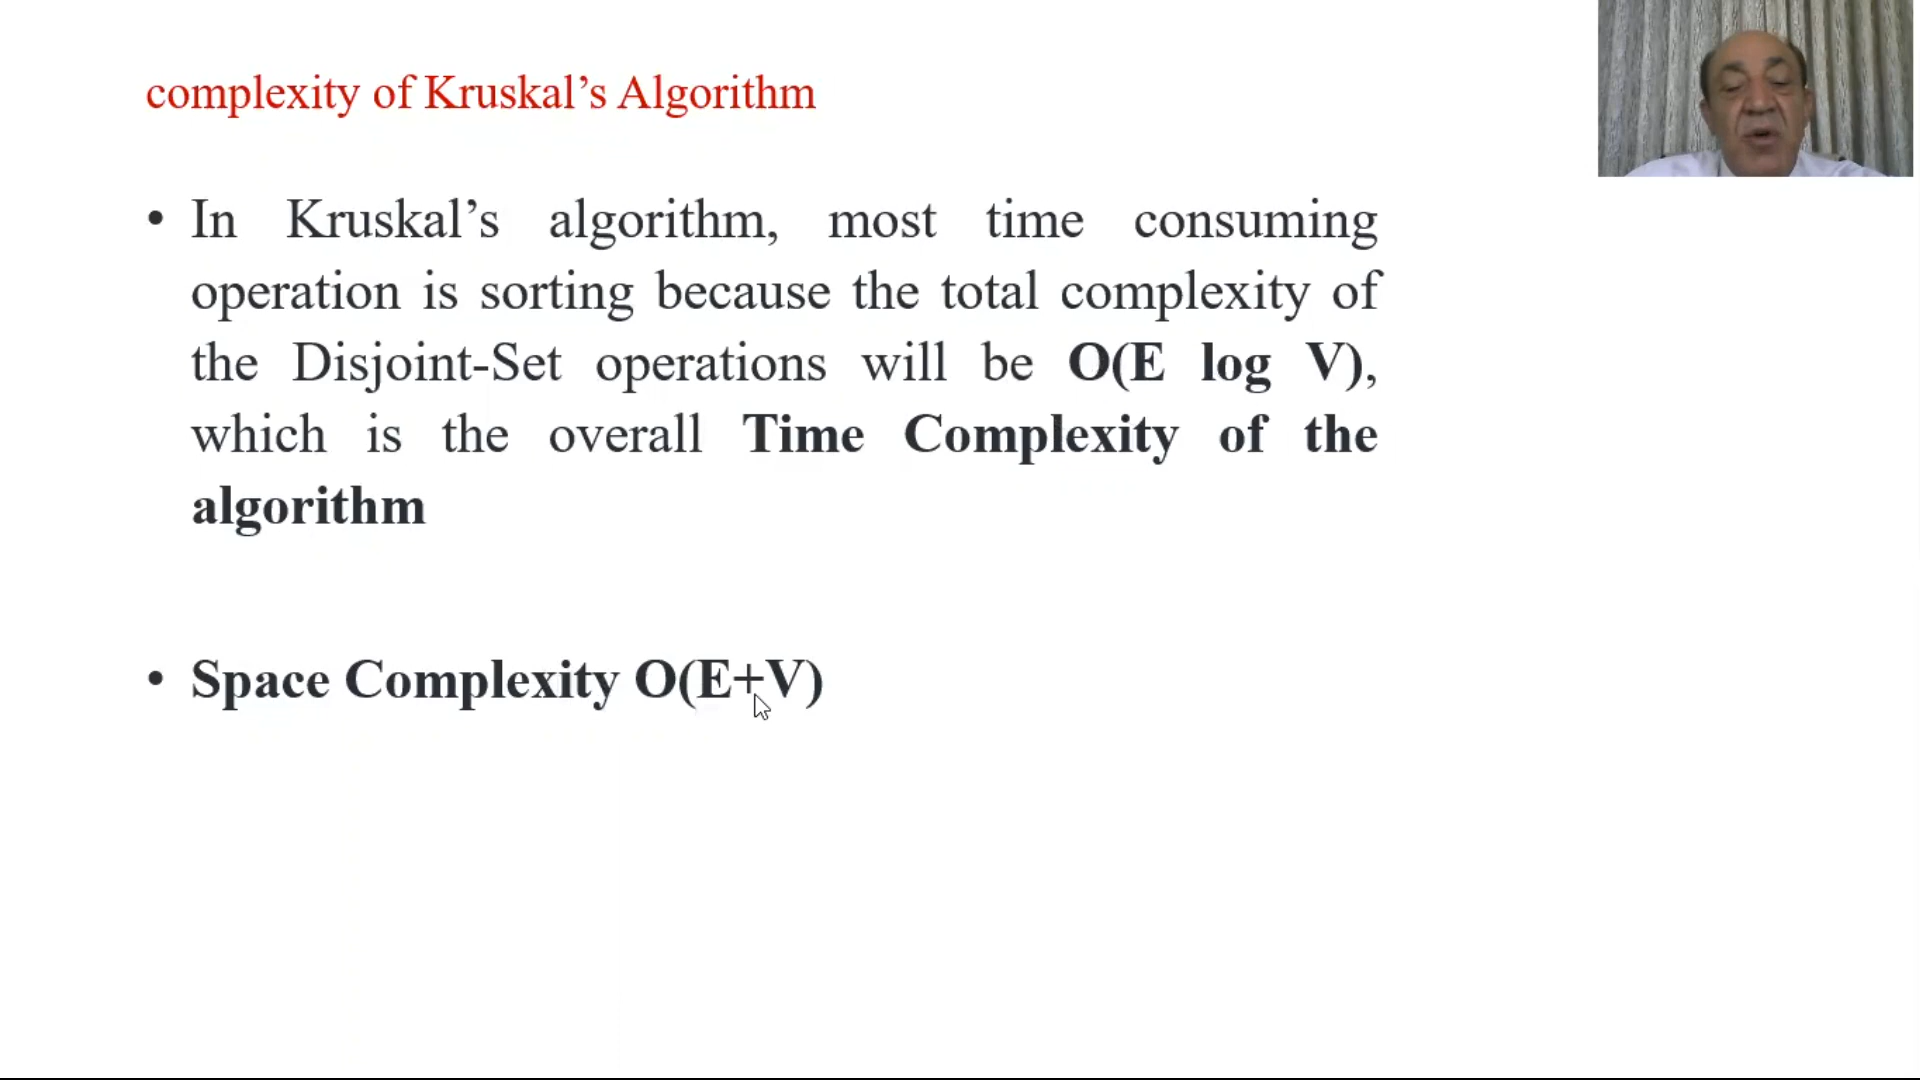 complexity of Kruskal’s Algorithm
• In Kruskal’s algorithm, most time consuming
operation is sorting because the total complexity of
the Disjoint-Set operations will be O(E log V),
which is the overall Time Complexity of the
algorithm
• Space Complexity O(E+V)